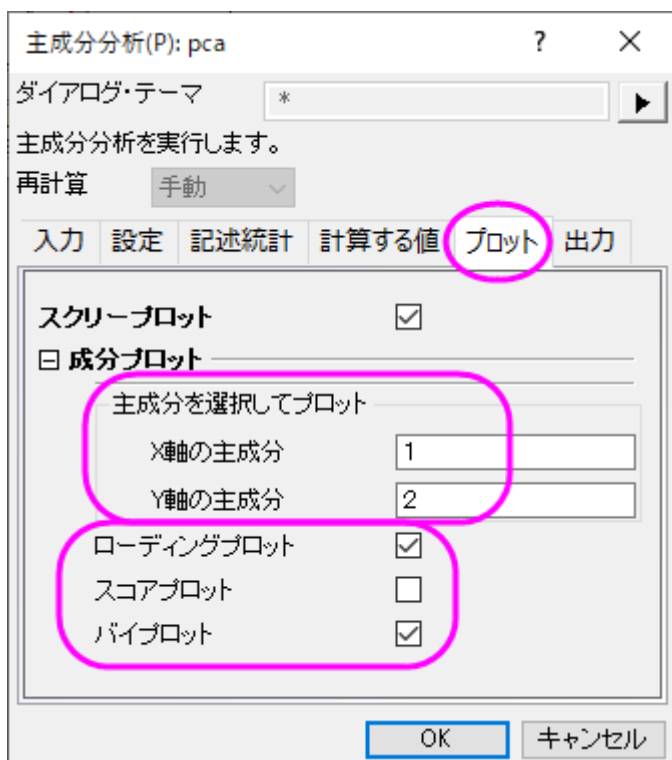 主成分分析(P): pca ? ×
ダイアログ・テーマ *
主成分分析を実行します。
再計算 手動
入力 設定 記述統計 計算する値 プロット 出力
スクリープロット
成分プロット
主成分を選択してプロット
X軸の主成分 1
Y軸の主成分 2
ローディングプロット
スコアプロット
バイプロット
OK キャンセル